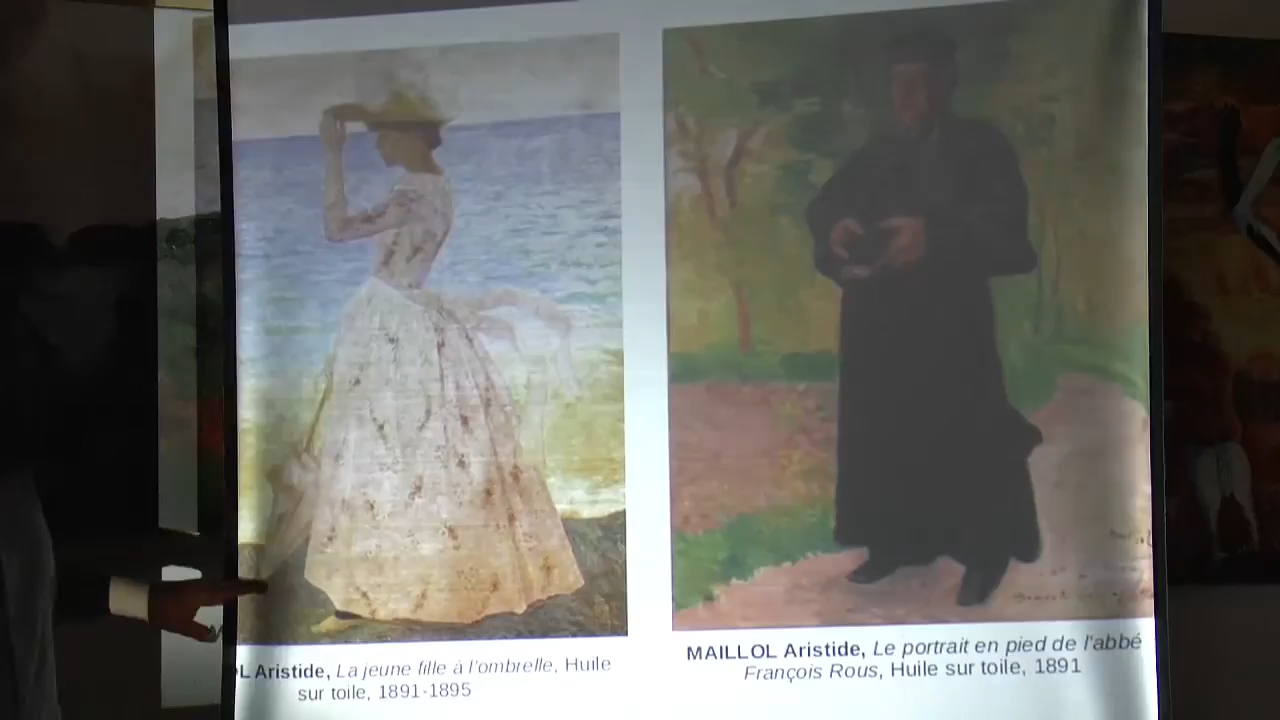 L Aristide, La jeune fille à l'ombrelle, Huile
sur toile, 1891-1895
MAILLOL Aristide, Le portrait en pied de l'abbé
François Rous, Huile sur toile, 1891